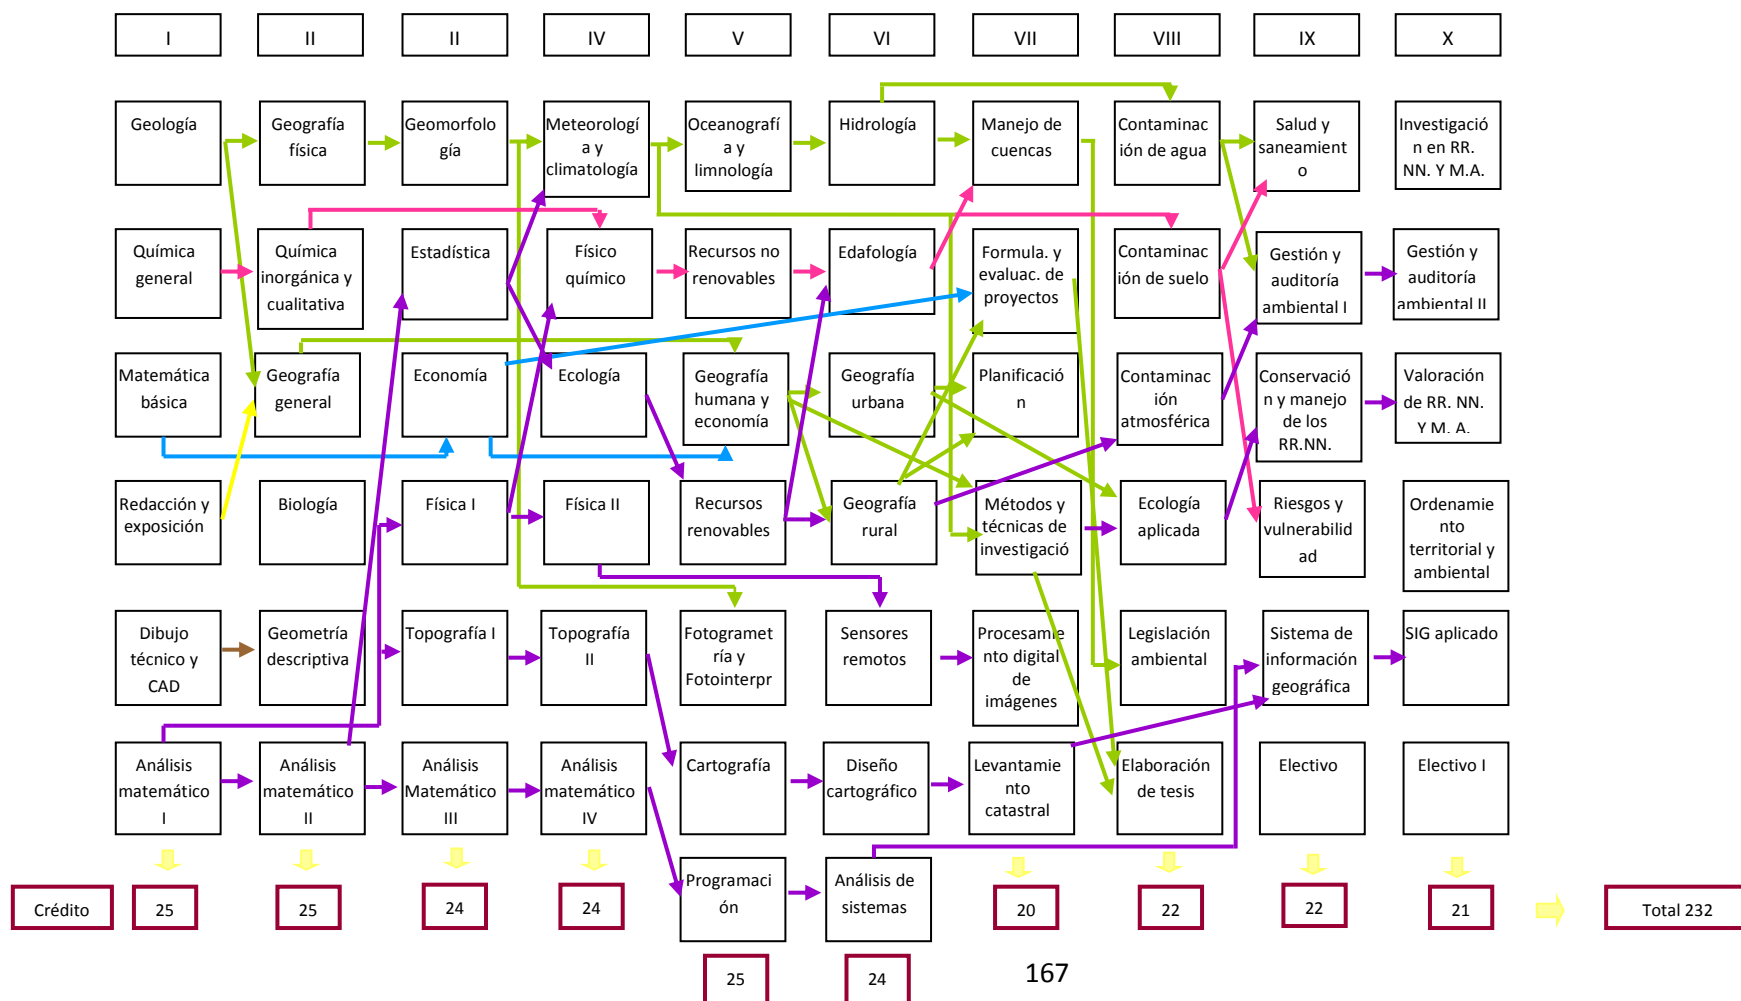 I
II
II
IV
V
VI
VII
VIII
IX
X
Geología
Geografía
física
Geomorfolo
gía
Meteorologí
a y
climatología
Oceanografí
a y
limnología
Hidrología
Manejo de
cuencas
Contaminac
ión de agua
Salud y
saneamient
o
Investigació
n en RR.
NN. Y M.A.
Química
general
Química
inorgánica y
cualitativa
Estadística
Físico
químico
Recursos no
renovables
Edafología
Formula. y
evaluac. de
proyectos
Contaminac
ión de suelo
Gestión y
auditoría
ambiental I
Gestión y
auditoría
ambiental II
Matemática
básica
Geografía
general
Economía
Ecología
Geografía
humana y
economía
Geografía
urbana
Planificació
n
Contaminac
ión
atmosférica
Conservació
n y manejo
de los
RR.NN.
Valoración
de RR. NN.
Y M. A.
Redacción y
exposición
Biología
Física I
Física II
Recursos
renovables
Geografía
rural
Métodos y
técnicas de
investigació
Ecología
aplicada
Riesgos y
vulnerabilid
ad
Ordenamie
nto
territorial y
ambiental
Dibujo
técnico y
CAD
Geometría
descriptiva
Topografía I
Topografía
II
Fotogramet
ría y
Fotointerpr
Sensores
remotos
Procesamie
nto digital
de
imágenes
Legislación
ambiental
Sistema de
información
geográfica
SIG aplicado
Análisis
matemático
I
Análisis
matemático
II
Análisis
Matemático
III
Análisis
matemático
IV
Cartografía
Diseño
cartográfico
Levantamie
nto
catastral
Elaboración
de tesis
Electivo
Electivo I
Programaci
ón
Análisis de
sistemas
Crédito
25
25
24
24
20
22
22
21
Total 232
25
24
167